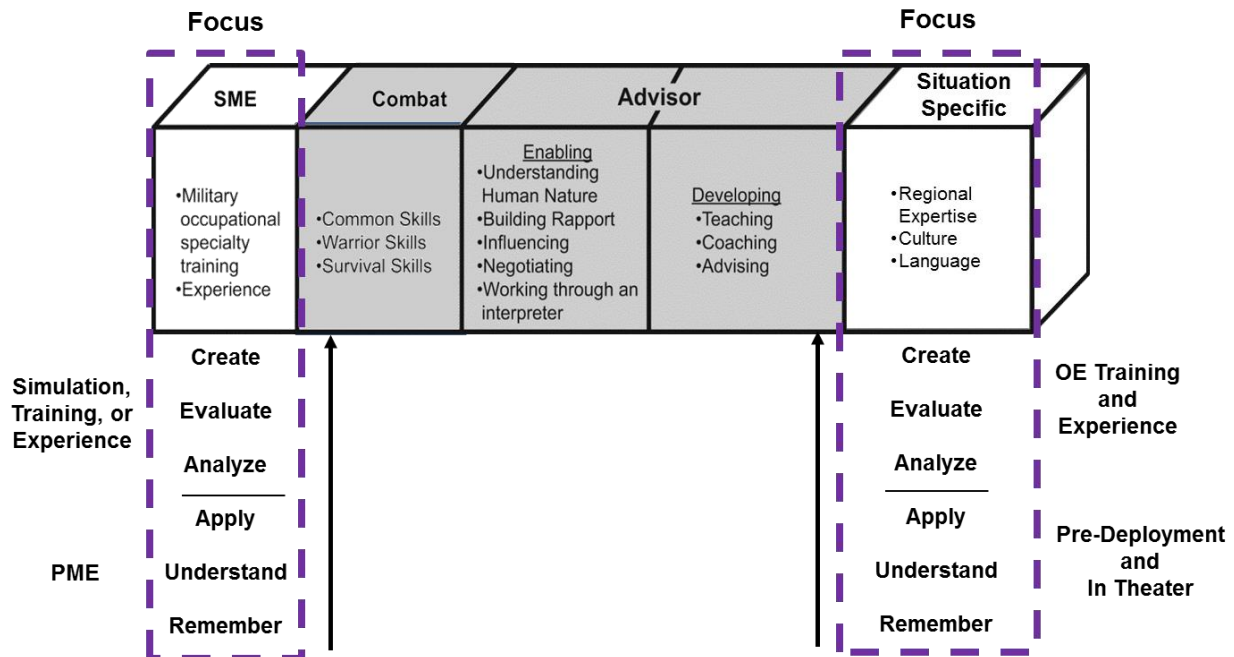 Focus
Focus
SME
Combat
Advisor
Situation
Specific
•Military
occupational
specialty
training
•Experience
•Common Skills
•Warrior Skills
•Survival Skills
Enabling
•Understanding
Human Nature
•Building Rapport
•Influencing
•Negotiating
•Working through an
interpreter
Developing
•Teaching
•Coaching
•Advising
•Regional
Expertise
•Culture
•Language
Simulation,
Training, or
Experience
PME
Create
Evaluate
Analyze
Apply
Understand
Remember
Create
Evaluate
Analyze
Apply
Understand
Remember
OE Training
and
Experience
Pre-Deployment
and
In Theater